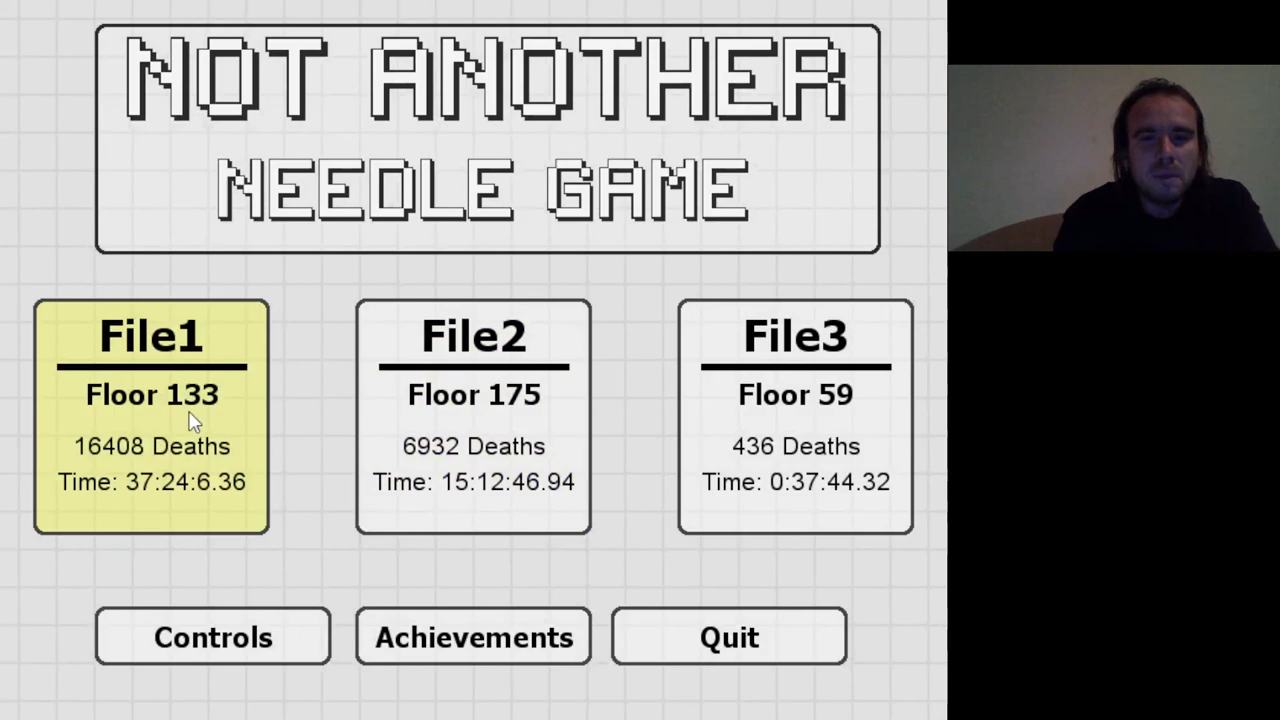 NOT ANOTHER
NEEDLE GAME
File1
Floor 133
16408 Deaths
Time: 37:24:6.36
File2
Floor 175
6932 Deaths
Time: 15:12:46.94
File3
Floor 59
436 Deaths
Time: 0:37:44.32
Controls
Achievements
Quit